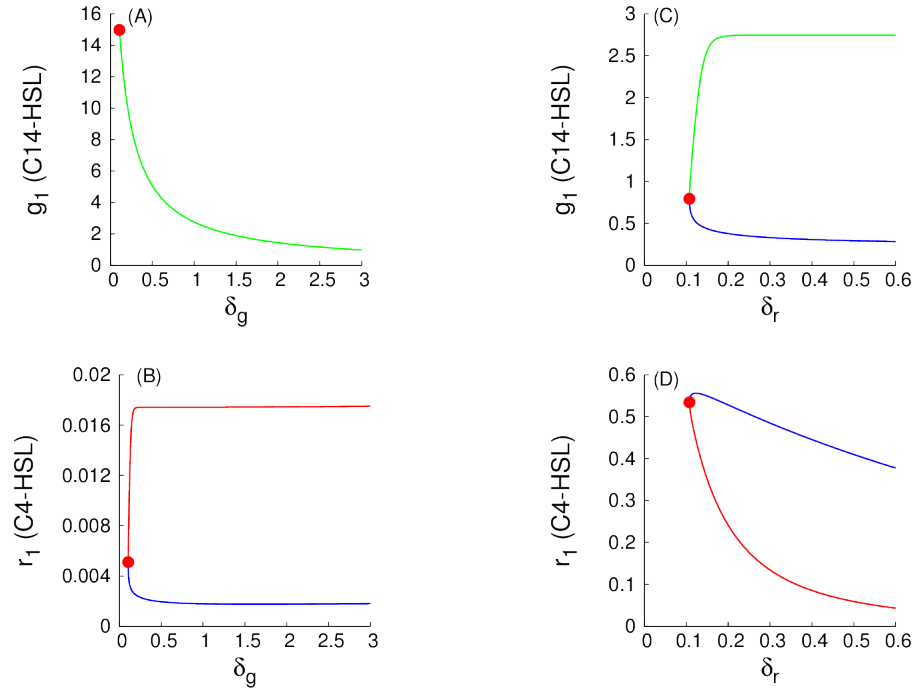 (A)
16
14
12
10
8
6
4
2
0
g1 (C14-HSL)
0 0.5 1 1.5 2 2.5 3
δg
(C)
3
2.5
2
1.5
1
0.5
0
g1 (C14-HSL)
0 0.1 0.2 0.3 0.4 0.5 0.6
δr
(B)
0.02
0.016
0.012
0.008
0.004
0
r1 (C4-HSL)
0 0.5 1 1.5 2 2.5 3
δg
(D)
0.6
0.5
0.4
0.3
0.2
0.1
0
r1 (C4-HSL)
0 0.1 0.2 0.3 0.4 0.5 0.6
δr